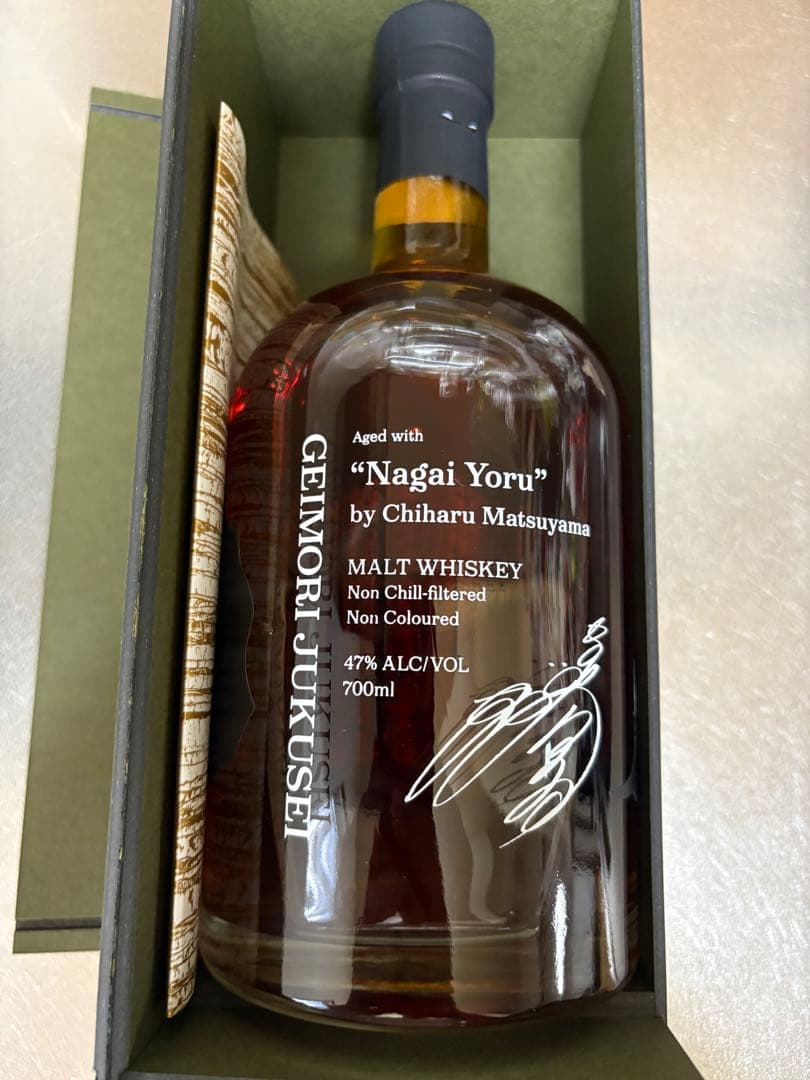 GEIMORI JUKUSEI
Aged with
“Nagai Yoru”
by Chiharu Matsuyama
MALT WHISKEY
Non Chill-filtered
Non Coloured
47% ALC/VOL
700ml